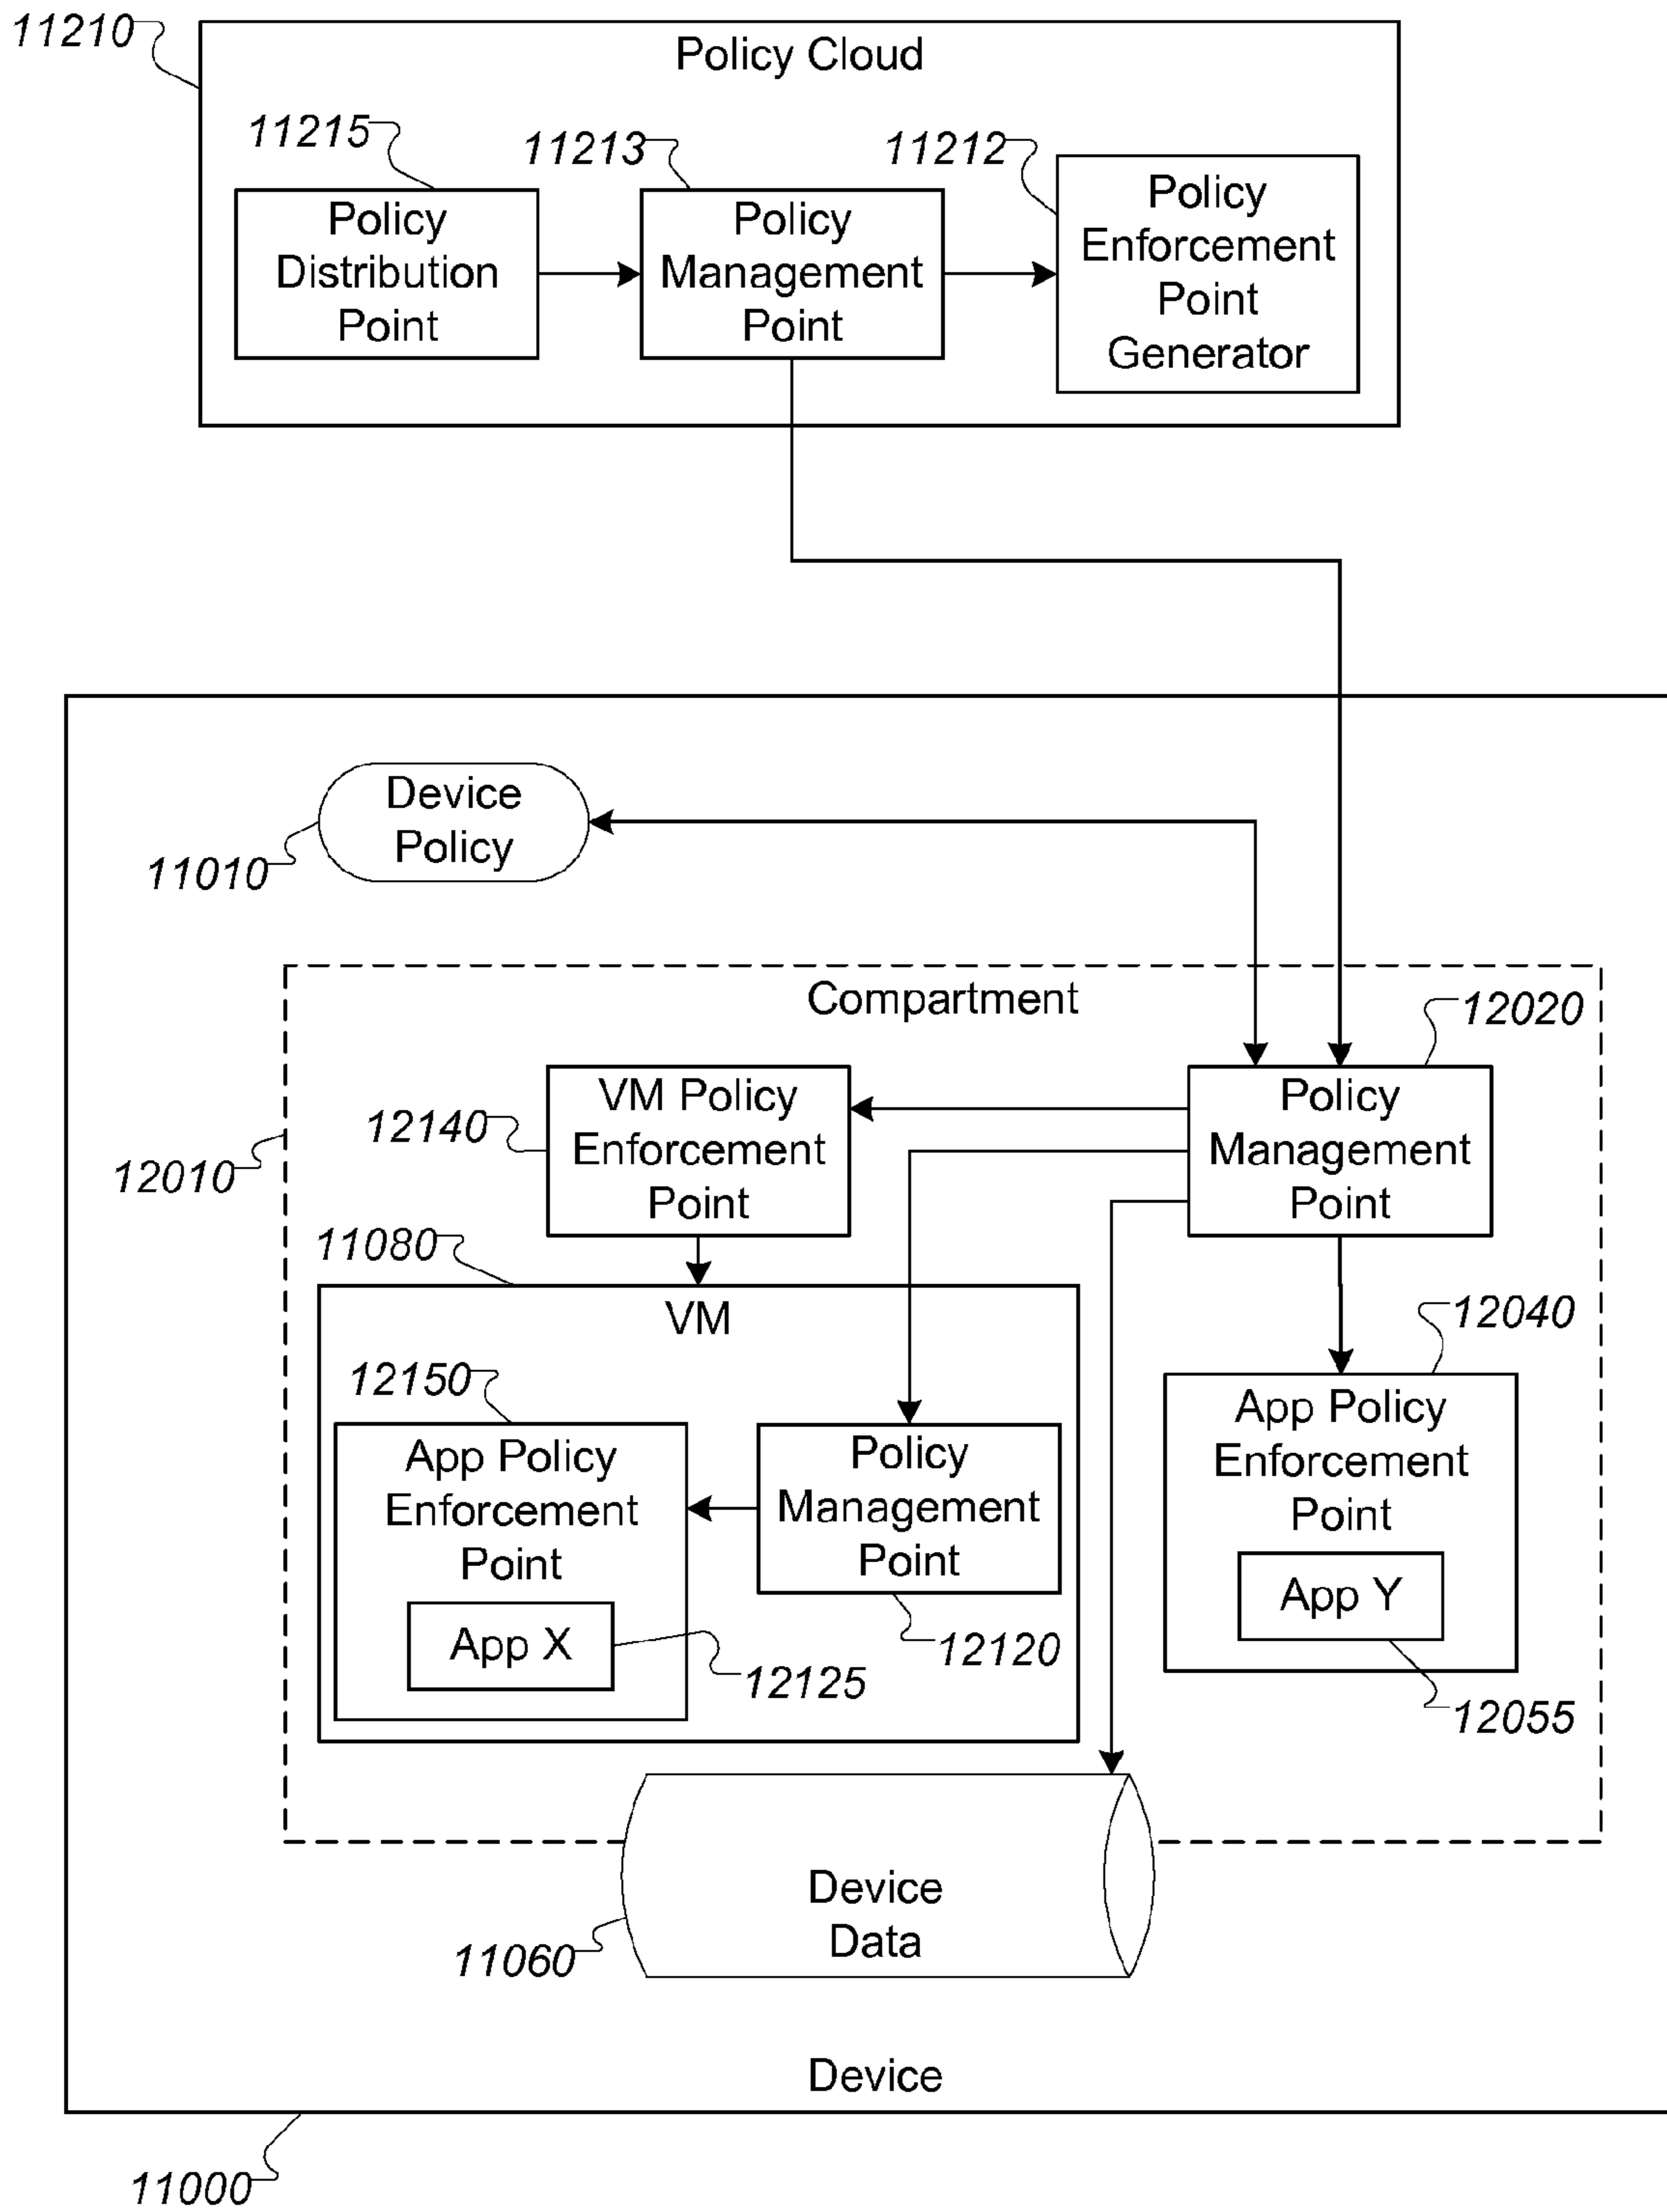 11210
Policy Cloud
11215
11213
11212
Policy
Distribution
Point
Policy
Management
Point
Policy
Enforcement
Point
Generator
Device
Policy
11010
Compartment
12020
VM Policy
Enforcement
Point
12140
Policy
Management
Point
12010
11080
VM
12040
12150
App Policy
Enforcement
Point
App X
Policy
Management
Point
App Policy
Enforcement
Point
App Y
12120
12125
12055
Device
Data
11060
Device
11000